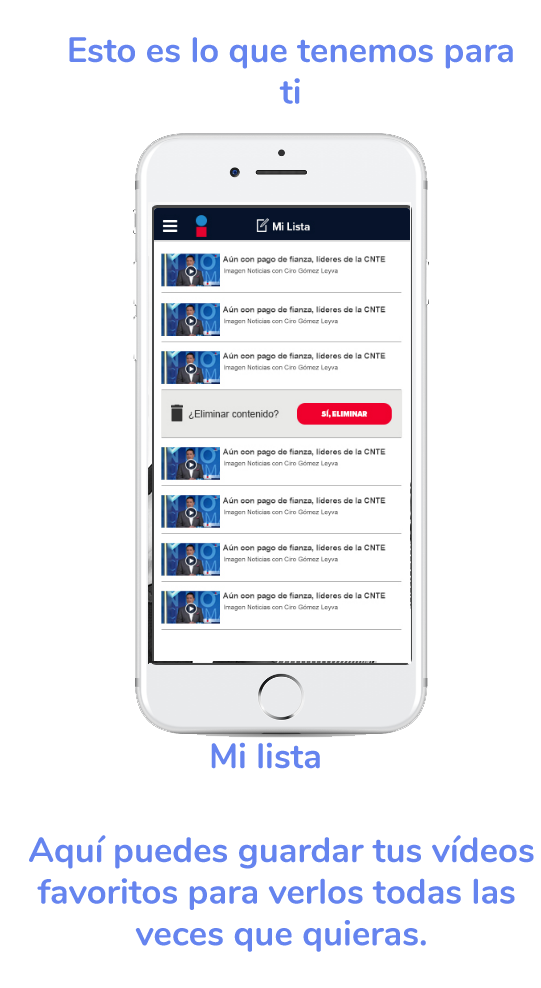 Esto es lo que tenemos para
ti
Mi Lista
Aún con pago de fianza, líderes de la CNTE
Imagen Noticias con Ciro Gómez Leyva
Aún con pago de fianza, líderes de la CNTE
Imagen Noticias con Ciro Gómez Leyva
Aún con pago de fianza, líderes de la CNTE
Imagen Noticias con Ciro Gómez Leyva
¿Eliminar contenido?
SÍ, ELIMINAR
Aún con pago de fianza, líderes de la CNTE
Imagen Noticias con Ciro Gómez Leyva
Aún con pago de fianza, líderes de la CNTE
Imagen Noticias con Ciro Gómez Leyva
Aún con pago de fianza, líderes de la CNTE
Imagen Noticias con Ciro Gómez Leyva
Aún con pago de fianza, líderes de la CNTE
Imagen Noticias con Ciro Gómez Leyva
Mi lista
Aquí puedes guardar tus vídeos
favoritos para verlos todas las
veces que quieras.